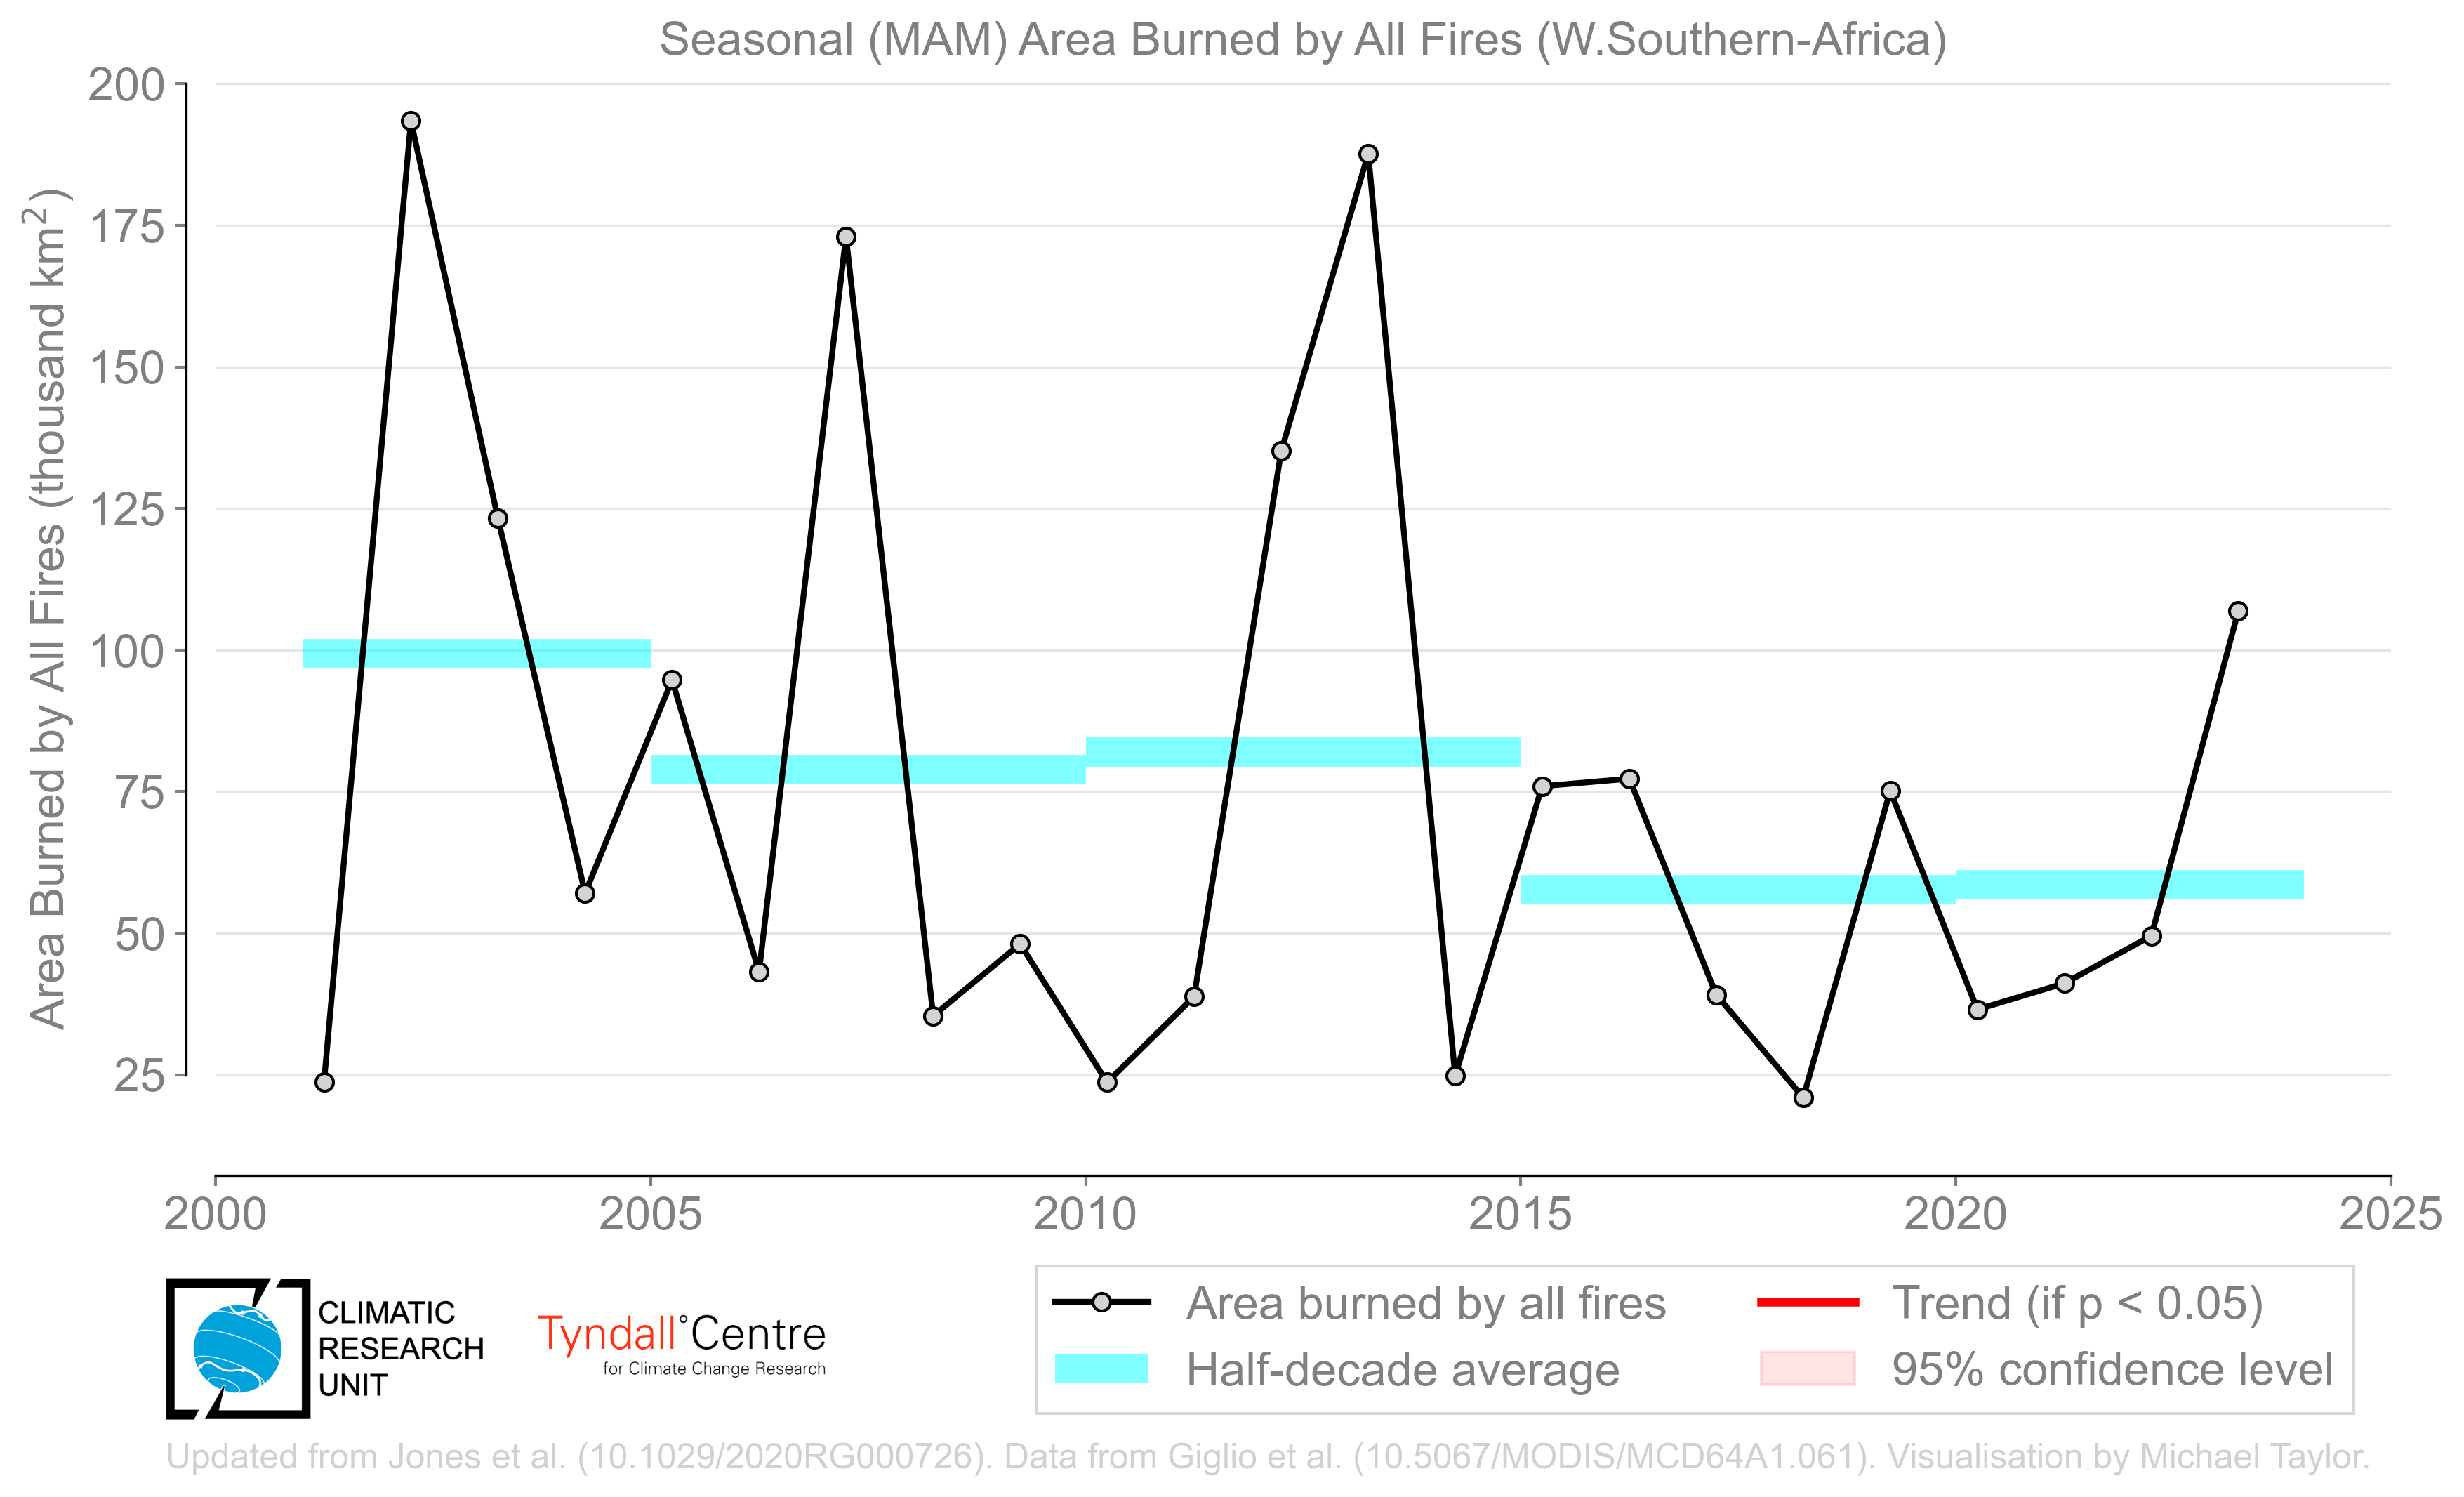 Seasonal (MAM) Area Burned by All Fires (W.Southern-Africa)
Area Burned by All Fires (thousand km²)
200
175
150
125
100
75
50
25
2000 2005 2010 2015 2020 2025
CLIMATIC
RESEARCH
UNIT
Tyndall°Centre
for Climate Change Research
Area burned by all fires
Half-decade average
Trend (if p < 0.05)
95% confidence level
Updated from Jones et al. (10.1029/2020RG000726). Data from Giglio et al. (10.5067/MODIS/MCD64A1.061). Visualisation by Michael Taylor.